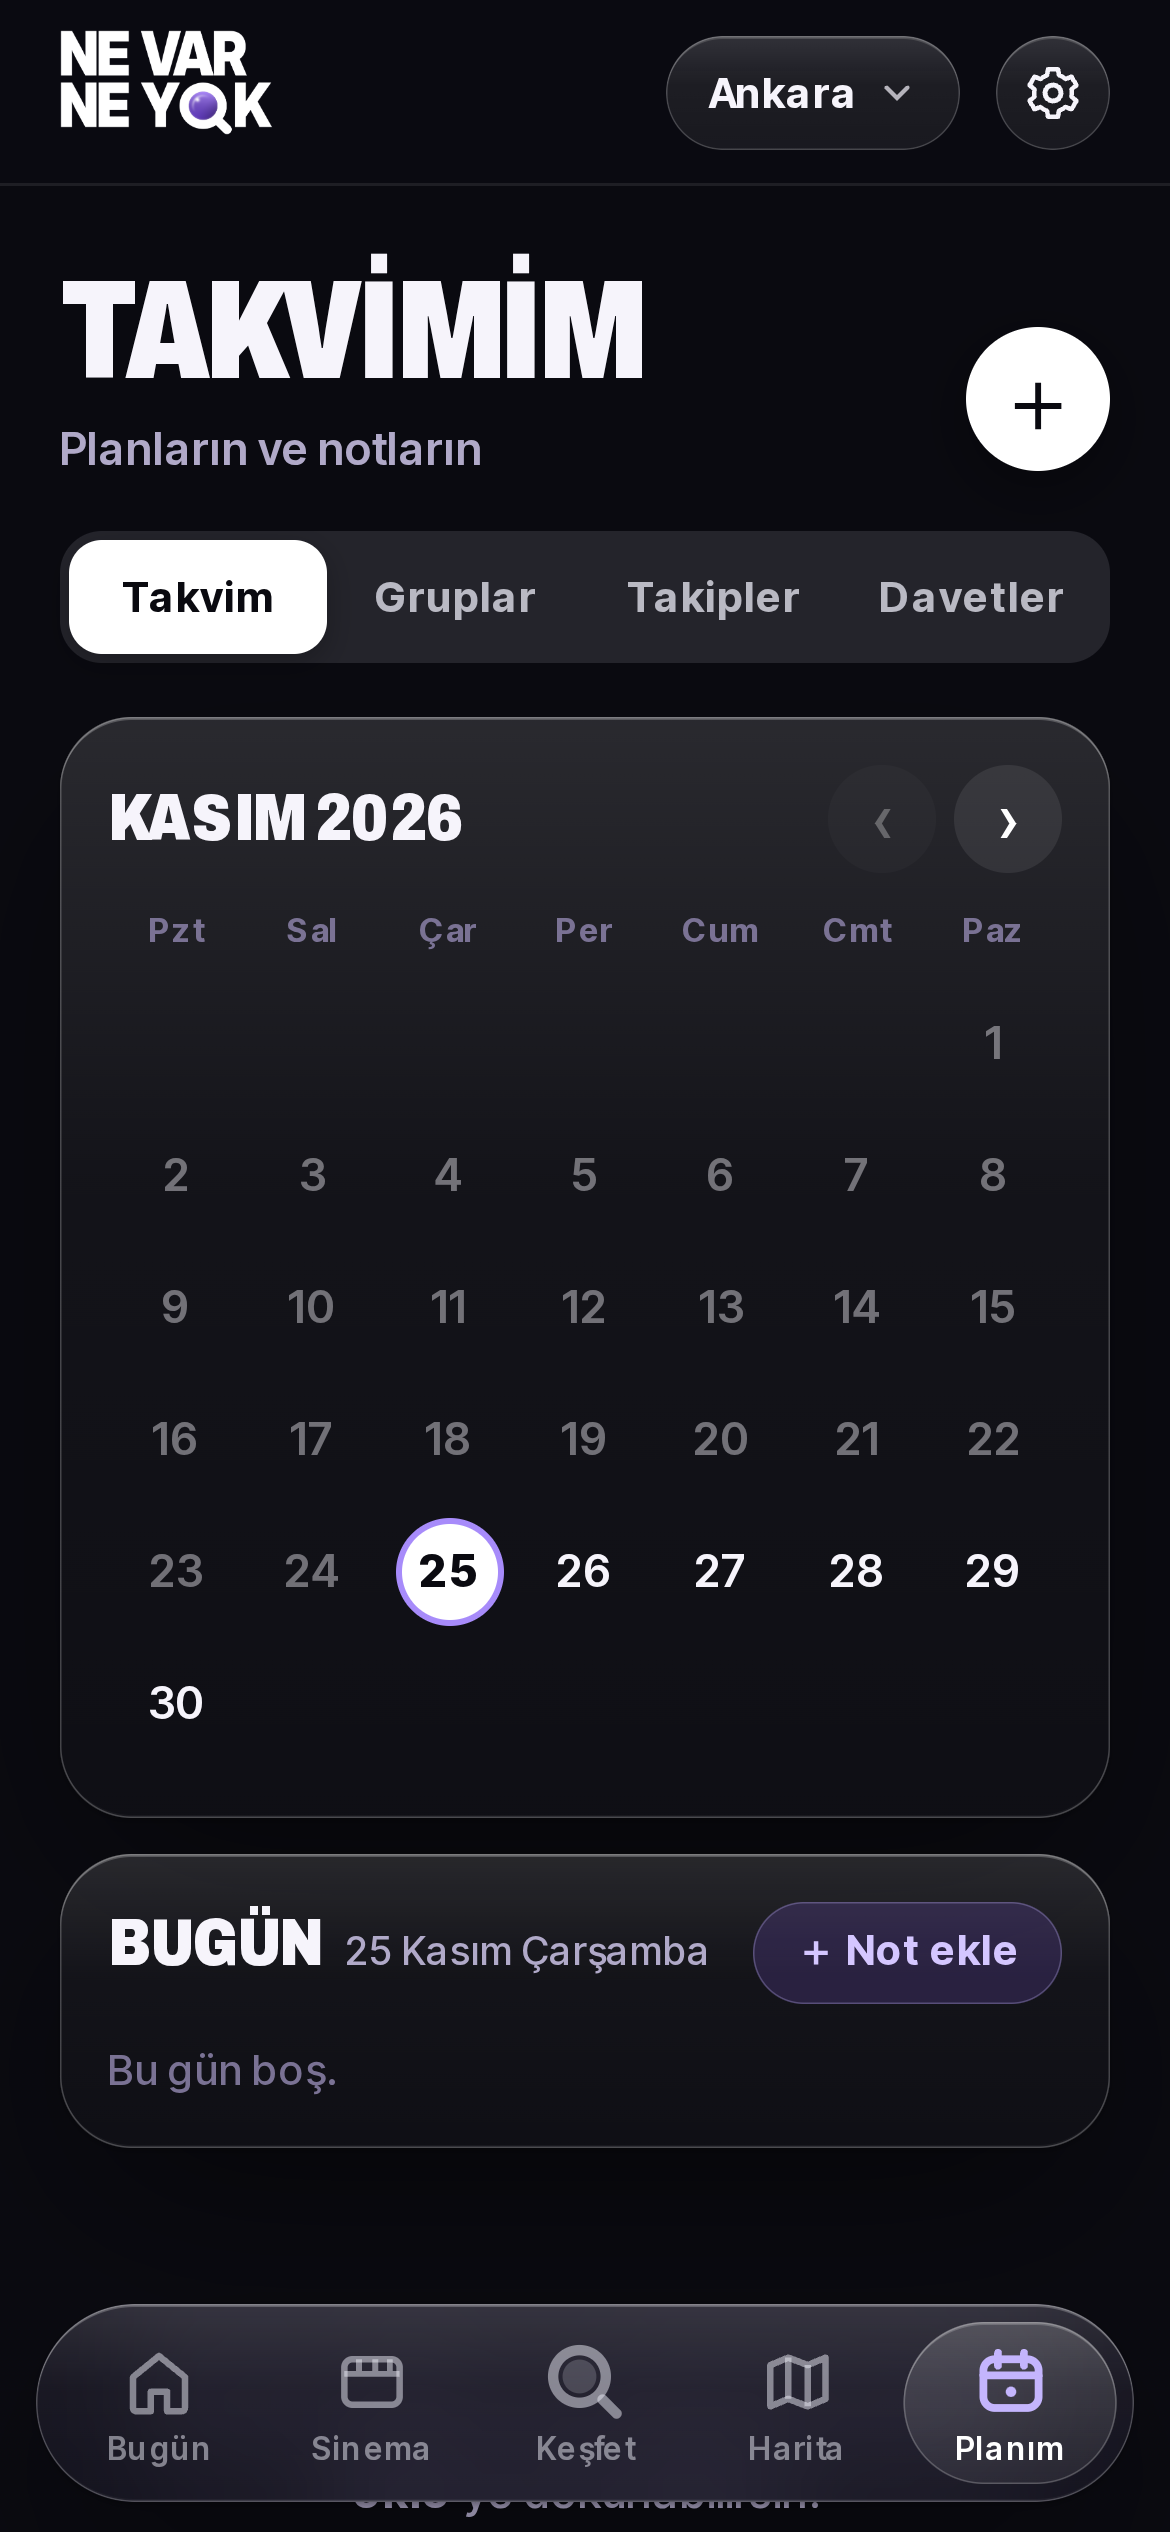 NE VAR
NE YOK
Ankara
TAKVİMİM
Planların ve notların
+
Takvim Gruplar Takipler Davetler
KASIM 2026
‹ ›
Pzt Sal Çar Per Cum Cmt Paz
1
2 3 4 5 6 7 8
9 10 11 12 13 14 15
16 17 18 19 20 21 22
23 24 25 26 27 28 29
30
BUGÜN 25 Kasım Çarşamba + Not ekle
Bu gün boş.
Bugün Sinema Keşfet Harita Planım